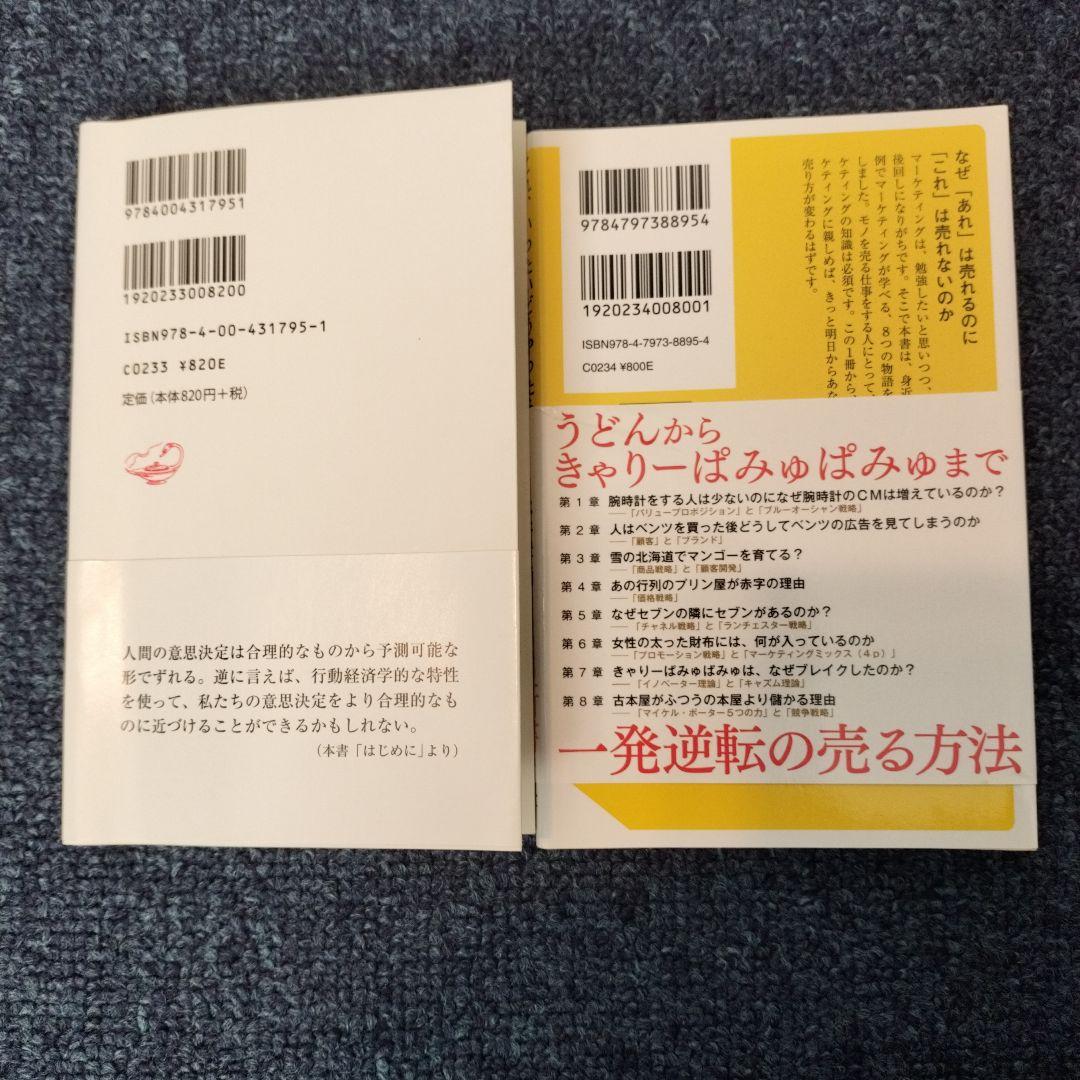 9784004317951
1920233008200
ISBN978-4-00-431795-1
C0233 ¥820E
定価(本体820円+税)
人間の意思決定は合理的なものから予測可能な
形でずれる。逆に言えば、行動経済学的な特性
を使って、私たちの意思決定をより合理的なも
のに近づけることができるかもしれない。
(本書「はじめに」より)
9784797388954
1920234008001
ISBN978-4-7973-8895-4
C0234 ¥800E
なぜ「あれ」は売れるのに
「これ」は売れないのか
マーケティングは、勉強したいと思いつつ、
後回しになりがちです。そこで本書は、身近
例でマーケティングが学べる、8つの物語を
しました。モノを売る仕事をする人にとって、
ケティングの知識は必須です。この1冊から、
ケティングに親しめば、きっと明日からあな
売り方が変わるはずです。
うどんから
きゃりーぱみゅぱみゅまで
第1章 腕時計をする人は少ないのになぜ腕時計のCMは増えているのか?
――「バリュープロポジション」と「ブルーオーシャン戦略」
第2章 人はベンツを買った後どうしてベンツの広告を見てしまうのか
――「顧客」と「ブランド」
第3章 雪の北海道でマンゴーを育てる?
――「商品戦略」と「顧客開発」
第4章 あの行列のプリン屋が赤字の理由
――「価格戦略」
第5章 なぜセブンの隣にセブンがあるのか?
――「チャネル戦略」と「ランチェスター戦略」
第6章 女性の太った財布には、何が入っているのか
――「プロモーション戦略」と「マーケティングミックス(4p)」
第7章 きゃりーぱみゅぱみゅは、なぜブレイクしたのか?
――「イノベーター理論」と「キャズム理論」
第8章 古本屋がふつうの本屋より儲かる理由
――「マイケル・ポーター5つの力」と「競争戦略」
一発逆転の売る方法